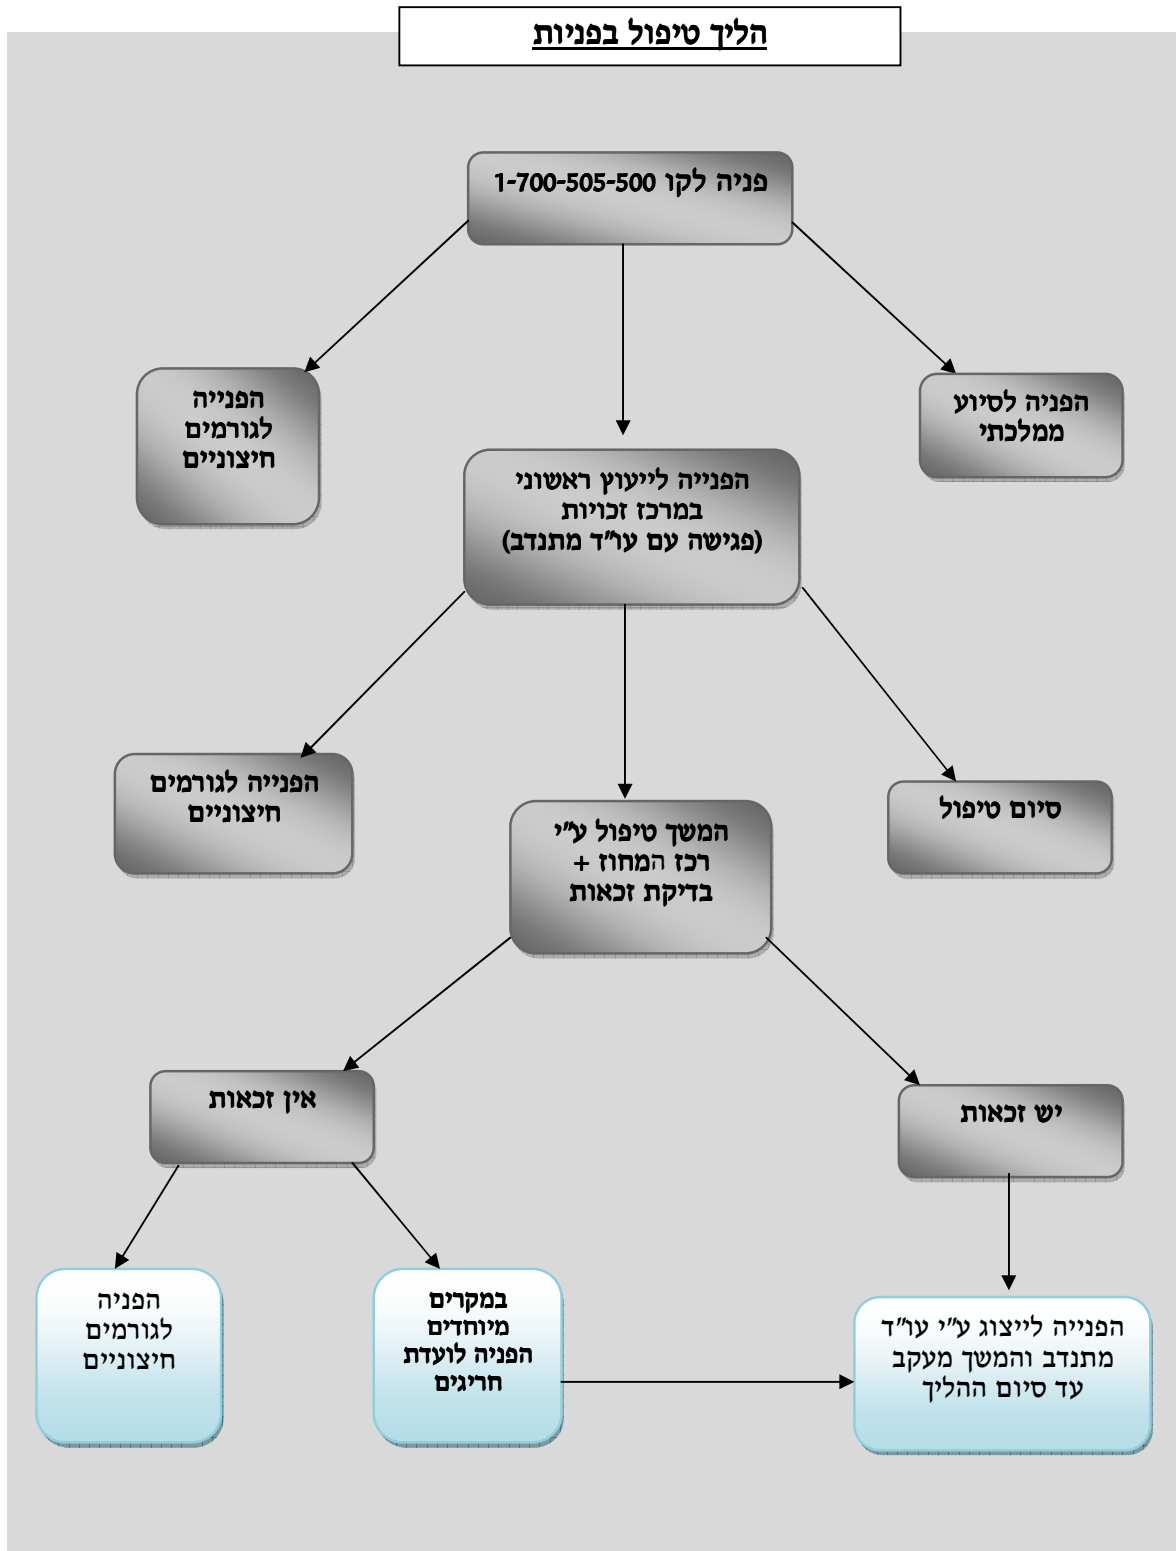 הליך טיפול בפניות
פניה לקו 1-700-505-500
הפניה לסיוע
ממלכתי
הפנייה
לגורמים
חיצוניים
הפנייה לייעוץ ראשוני
במרכז זכויות
(פגישה עם עו"ד מתנדב)
סיום טיפול
הפנייה לגורמים
חיצוניים
המשך טיפול ע"י
רכז המחוז +
בדיקת זכאות
יש זכאות
אין זכאות
הפנייה לייצוג ע"י עו"ד
מתנדב והמשך מעקב
עד סיום ההליך
במקרים
מיוחדים
הפניה לועדת
חריגים
הפניה
לגורמים
חיצוניים